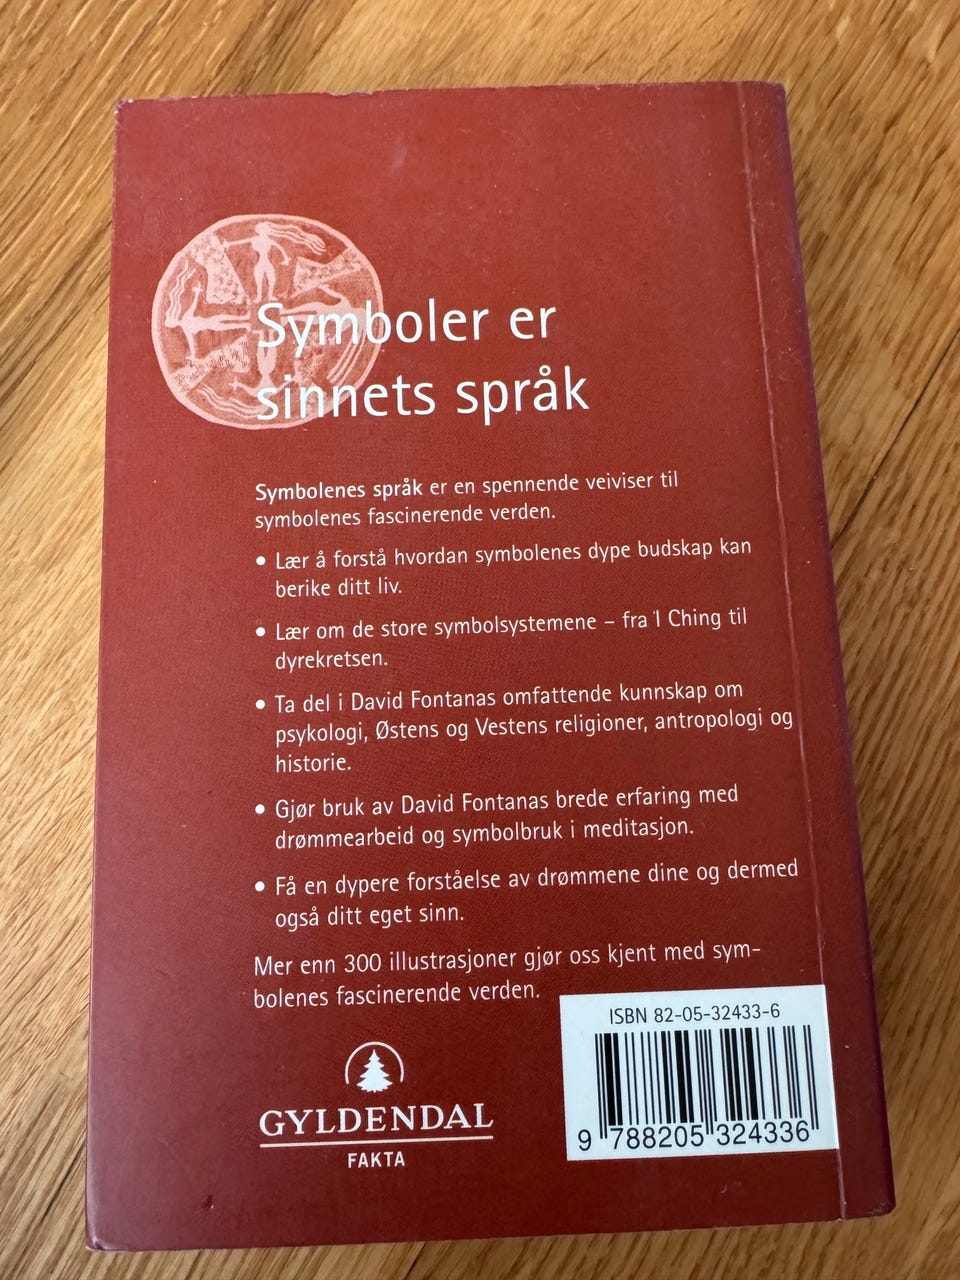 Symboler er
sinnets språk
Symbolenes språk er en spennende veiviser til
symbolenes fascinerende verden.
• Lær å forstå hvordan symbolenes dype budskap kan
berike ditt liv.
• Lær om de store symbolsystemene – fra I Ching til
dyrekretsen.
• Ta del i David Fontanas omfattende kunnskap om
psykologi, Østens og Vestens religioner, antropologi og
historie.
• Gjør bruk av David Fontanas brede erfaring med
drømmearbeid og symbolbruk i meditasjon.
• Få en dypere forståelse av drømmene dine og dermed
også ditt eget sinn.
Mer enn 300 illustrasjoner gjør oss kjent med sym-
bolenes fascinerende verden.
ISBN 82-05-32433-6
9 788205 324336
GYLDENDAL
FAKTA